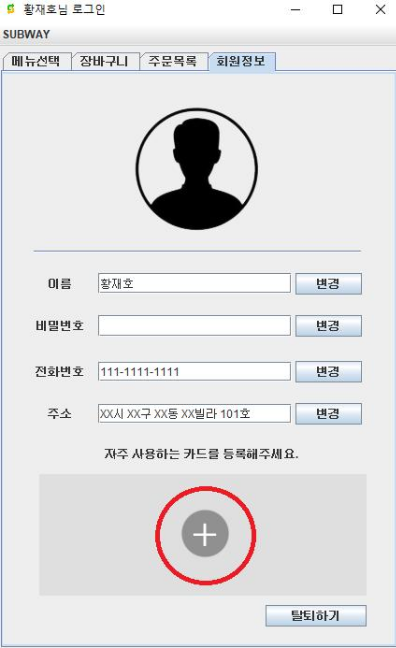 황재호님 로그인
SUBWAY
메뉴선택 장바구니 주문목록 회원정보
이름 황재호 변경
비밀번호 변경
전화번호 111-1111-1111 변경
주소 XX시 XX구 XX동 XX빌라 101호 변경
자주 사용하는 카드를 등록해주세요.
탈퇴하기